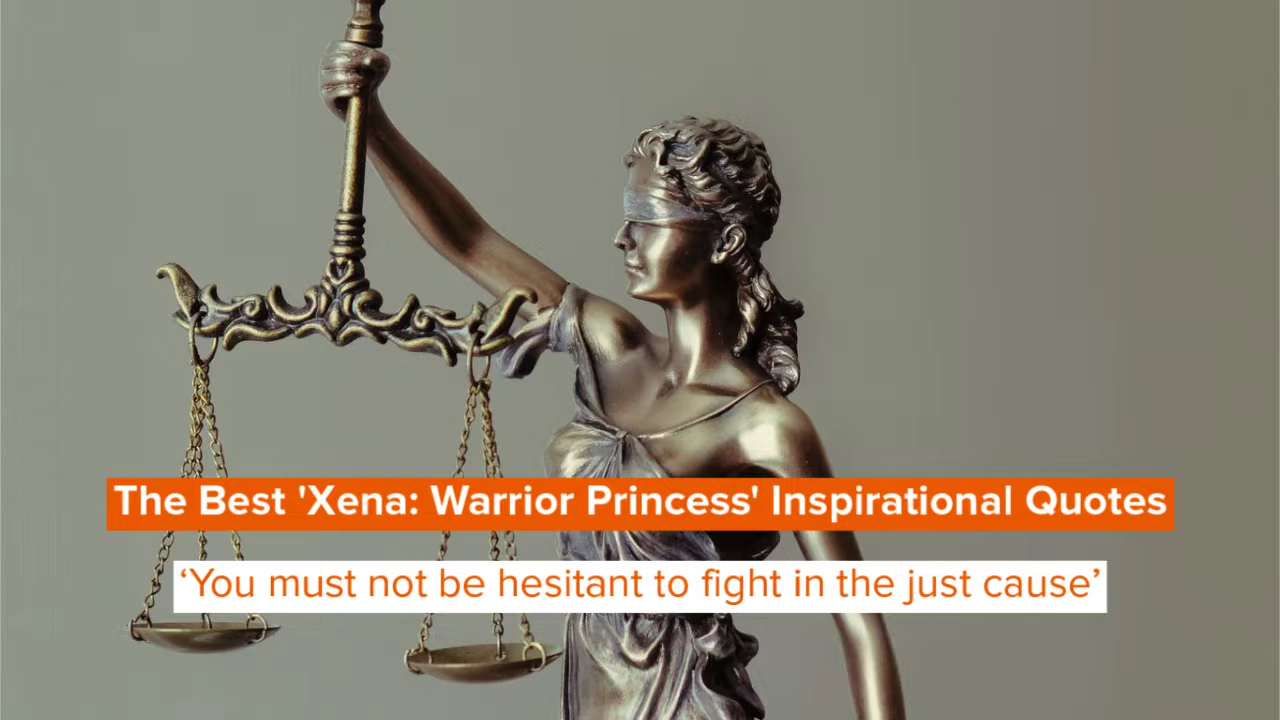 The Best 'Xena: Warrior Princess' Inspirational Quotes
‘You must not be hesitant to fight in the just cause’